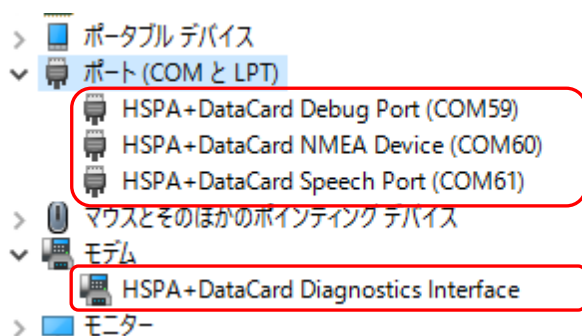 ポータブル デバイス
ポート (COM と LPT)
HSPA+DataCard Debug Port (COM59)
HSPA+DataCard NMEA Device (COM60)
HSPA+DataCard Speech Port (COM61)
マウスとそのほかのポインティング デバイス
モデム
HSPA+DataCard Diagnostics Interface
モニター